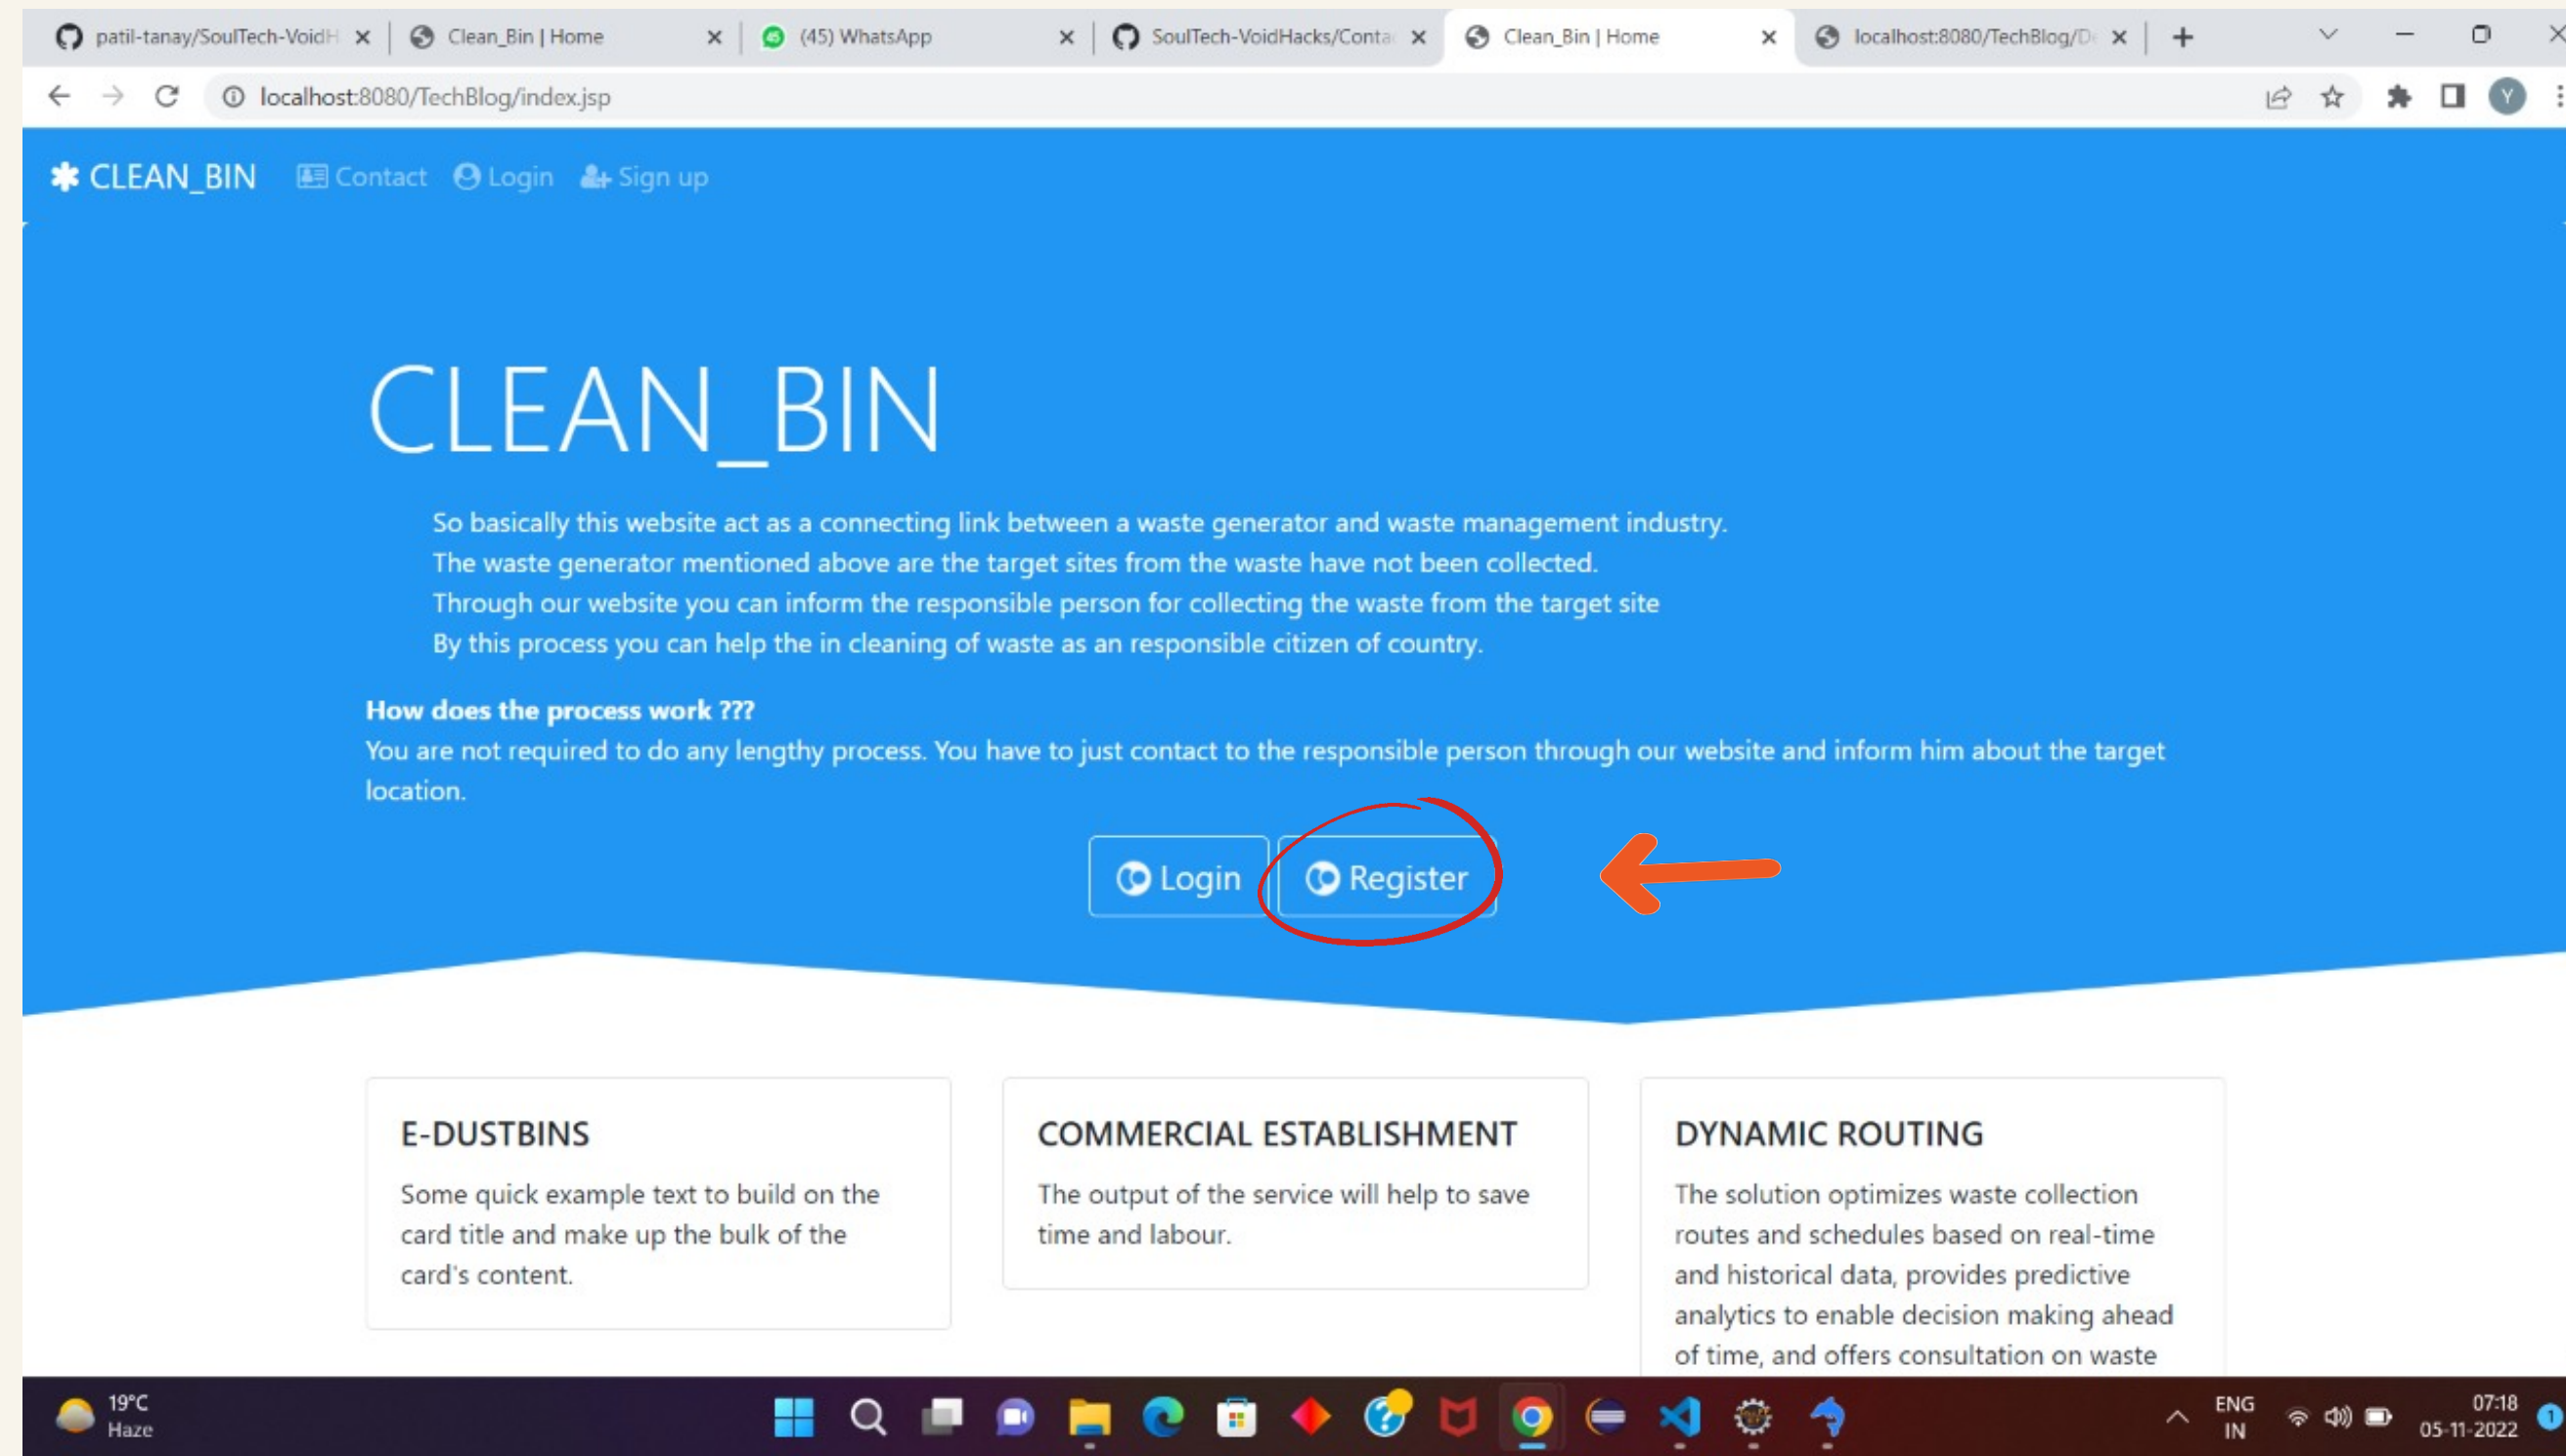 patil-tanay/SoulTech-VoidH
Clean_Bin | Home
(45) WhatsApp
SoulTech-VoidHacks/Conta
Clean_Bin | Home
localhost:8080/TechBlog/D
localhost:8080/TechBlog/index.jsp
Y
CLEAN_BIN
Contact
Login
Sign up
CLEAN_BIN
So basically this website act as a connecting link between a waste generator and waste management industry.
The waste generator mentioned above are the target sites from the waste have not been collected.
Through our website you can inform the responsible person for collecting the waste from the target site
By this process you can help the in cleaning of waste as an responsible citizen of country.
How does the process work ???
You are not required to do any lengthy process. You have to just contact to the responsible person through our website and inform him about the target
location.
Login
Register
E-DUSTBINS
Some quick example text to build on the
card title and make up the bulk of the
card's content.
COMMERCIAL ESTABLISHMENT
The output of the service will help to save
time and labour.
DYNAMIC ROUTING
The solution optimizes waste collection
routes and schedules based on real-time
and historical data, provides predictive
analytics to enable decision making ahead
of time, and offers consultation on waste
19°C
Haze
ENG
IN
07:18
05-11-2022
1